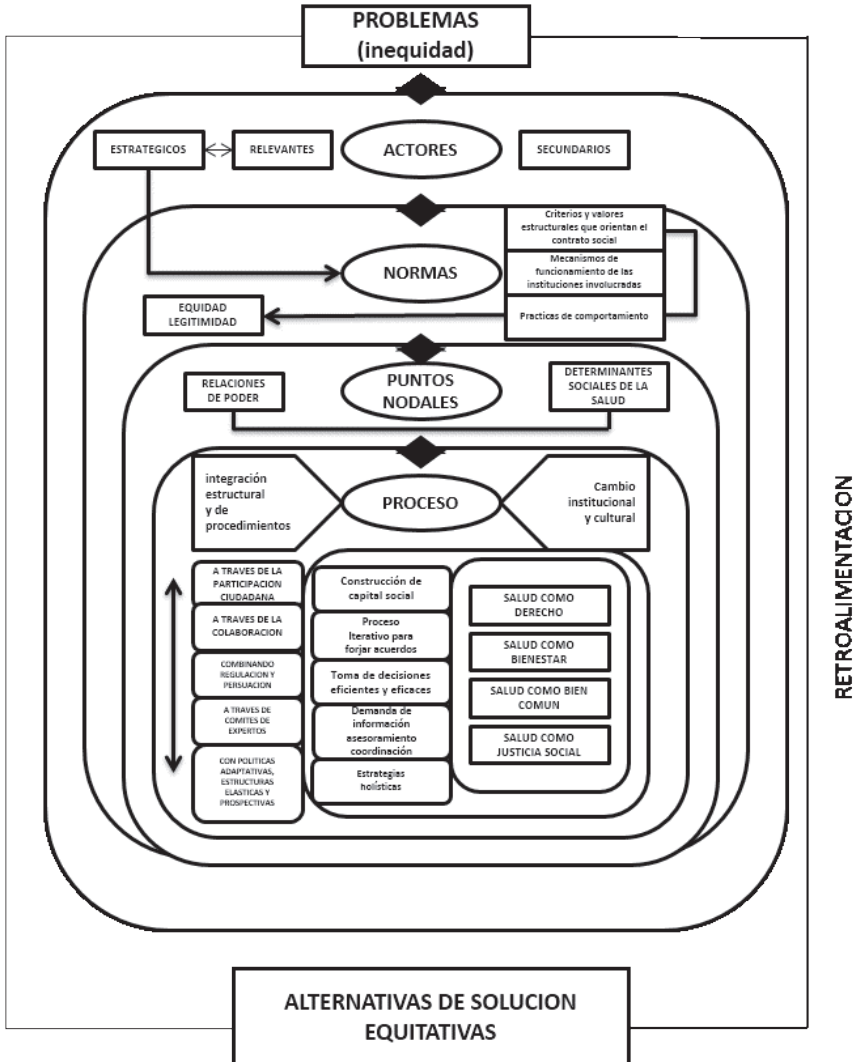 PROBLEMAS
(inequidad)
ESTRATEGICOS
RELEVANTES
ACTORES
SECUNDARIOS
NORMAS
Criterios y valores
estructurales que orientan el
contrato social
Mecanismos de
funcionamiento de las
instituciones involucradas
Practicas de comportamiento
EQUIDAD
LEGITIMIDAD
RELACIONES
DE PODER
PUNTOS
NODALES
DETERMINANTES
SOCIALES DE LA
SALUD
integración
estructural
y de
procedimientos
PROCESO
Cambio
institucional
y cultural
A TRAVES DE LA
PARTICIPACION
CIUDADANA
A TRAVES DE LA
COLABORACION
COMBINANDO
REGULACION Y
PERSUACION
A TRAVES DE
COMITES DE
EXPERTOS
CON POLITICAS
ADAPTATIVAS,
ESTRUCTURAS
ELASTICAS Y
PROSPECTIVAS
Construcción de
capital social
Proceso
Iterativo para
forjar acuerdos
Toma de decisiones
eficientes y eficaces
Demanda de
información
asesoramiento
coordinación
Estrategias
holísticas
SALUD COMO
DERECHO
SALUD COMO
BIENESTAR
SALUD COMO BIEN
COMUN
SALUD COMO
JUSTICIA SOCIAL
RETROALIMENTACION
ALTERNATIVAS DE SOLUCION
EQUITATIVAS